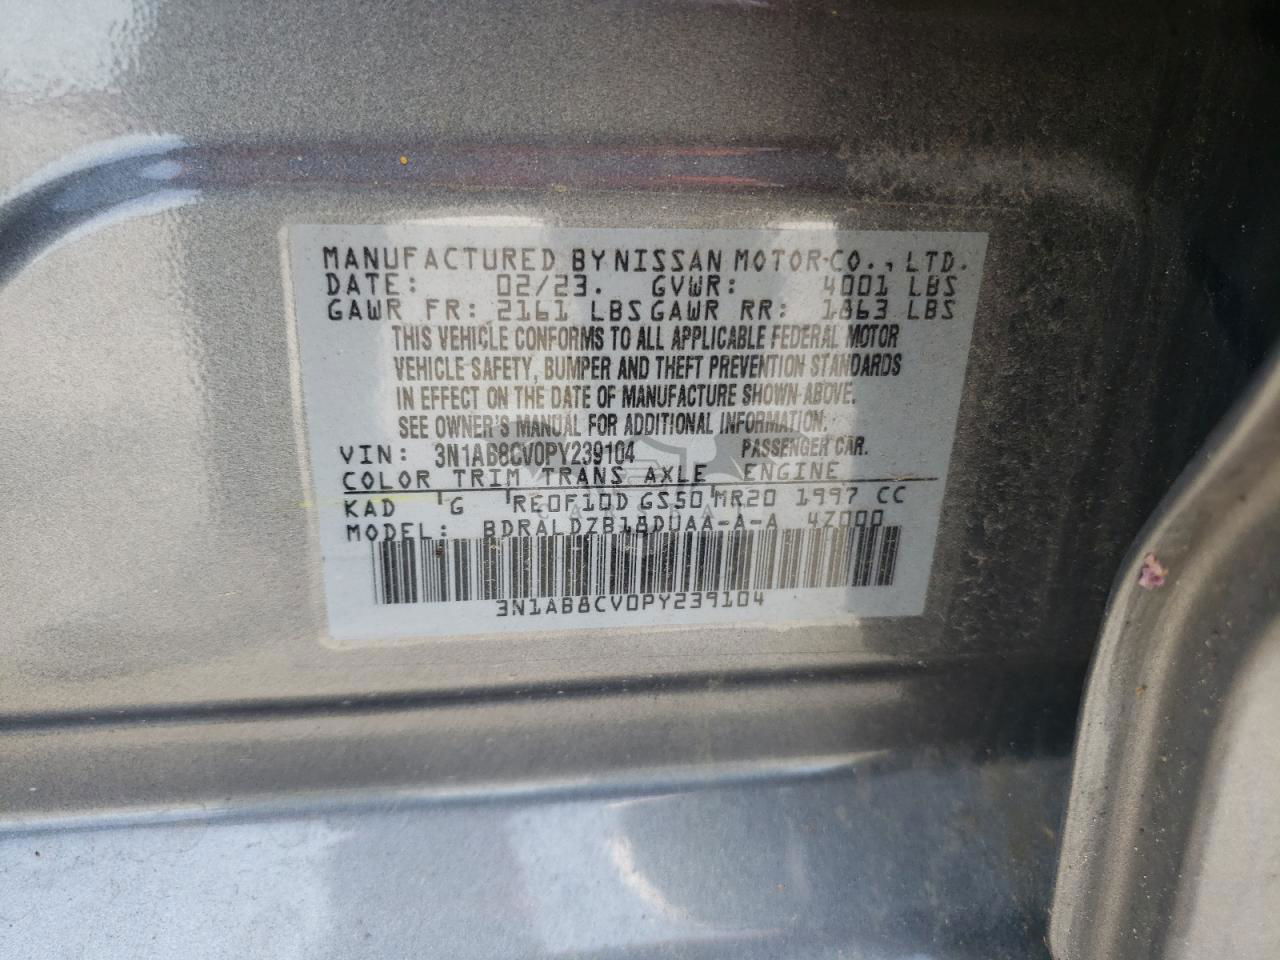 MANUFACTURED BY NISSAN MOTOR CO., LTD.
DATE: 02/23. GVWR: 4001 LBS
GAWR FR: 2161 LBS GAWR RR: 1863 LBS
THIS VEHICLE CONFORMS TO ALL APPLICABLE FEDERAL MOTOR
VEHICLE SAFETY, BUMPER AND THEFT PREVENTION STANDARDS
IN EFFECT ON THE DATE OF MANUFACTURE SHOWN ABOVE.
SEE OWNER'S MANUAL FOR ADDITIONAL INFORMATION.
VIN: 3N1AB8CV0PY239104 PASSENGER CAR.
COLOR TRIM TRANS AXLE ENGINE
KAD G RE0F10D GS50 MR20 1997 CC
MODEL: BDRALDZB18DUAA-A-A 4Z000
3N1AB8CV0PY239104